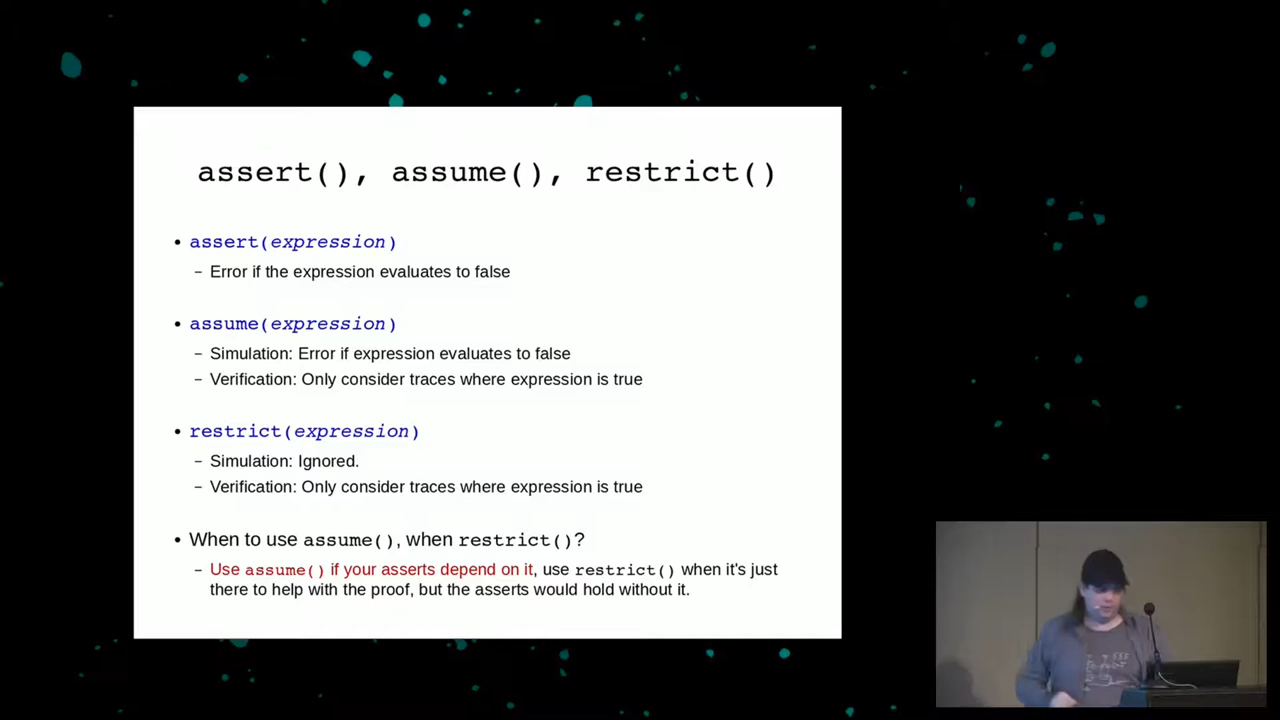 assert(), assume(), restrict()
• assert(expression)
– Error if the expression evaluates to false
• assume(expression)
– Simulation: Error if expression evaluates to false
– Verification: Only consider traces where expression is true
• restrict(expression)
– Simulation: Ignored.
– Verification: Only consider traces where expression is true
• When to use assume(), when restrict()?
– Use assume() if your asserts depend on it, use restrict() when it's just
there to help with the proof, but the asserts would hold without it.